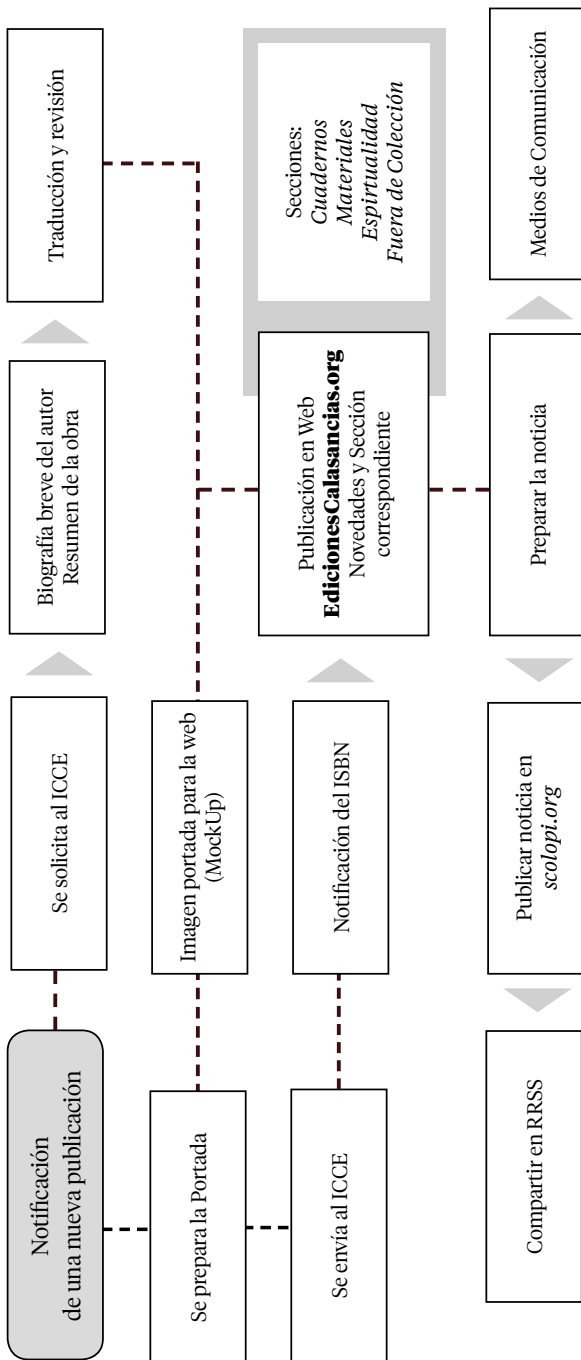 Notificación
de una nueva publicación
Se solicita al ICCE
Biografía breve del autor
Resumen de la obra
Traducción y revisión
Se prepara la Portada
Imagen portada para la web
(MockUp)
Se envía al ICCE
Notificación del ISBN
Publicación en Web
EdicionesCalasancias.org
Novedades y Sección
correspondiente
Secciones:
Cuadernos
Materiales
Espirtualidad
Fuera de Colección
Compartir en RRSS
Publicar noticia en
scolopi.org
Preparar la noticia
Medios de Comunicación